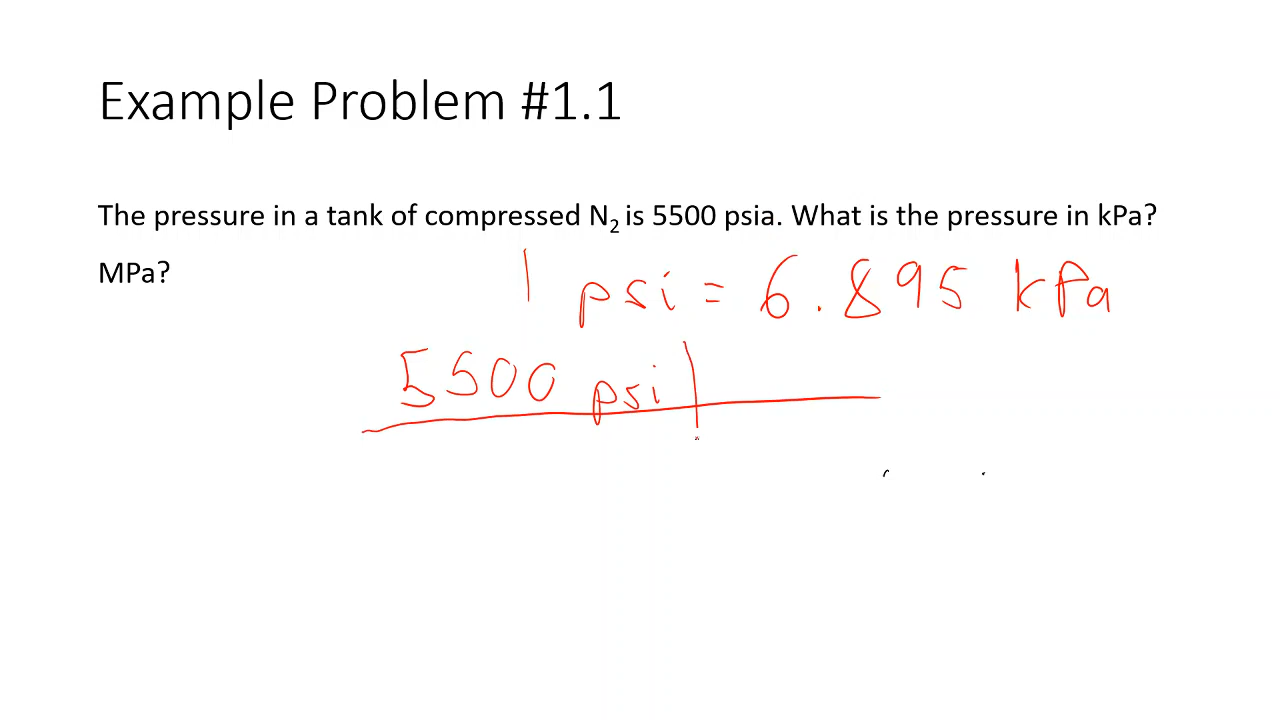 Example Problem #1.1
The pressure in a tank of compressed N₂ is 5500 psia. What is the pressure in kPa?
MPa?
1 psi = 6.895 kPa
5500 psi